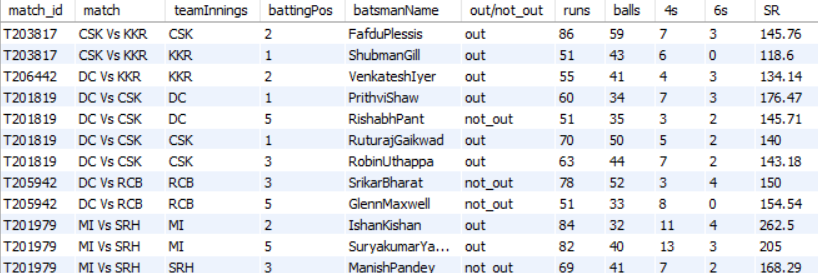 match_id match teamInnings battingPos batsmanName out/not_out runs balls 4s 6s SR
T203817 CSK Vs KKR CSK 2 FafduPlessis out 86 59 7 3 145.76
T203817 CSK Vs KKR KKR 1 ShubmanGill out 51 43 6 0 118.6
T206442 DC Vs KKR KKR 2 VenkateshIyer out 55 41 4 3 134.14
T201819 DC Vs CSK DC 1 PrithviShaw out 60 34 7 3 176.47
T201819 DC Vs CSK DC 5 RishabhPant not_out 51 35 3 2 145.71
T201819 DC Vs CSK CSK 1 RuturajGaikwad out 70 50 5 2 140
T201819 DC Vs CSK CSK 3 RobinUthappa out 63 44 7 2 143.18
T205942 DC Vs RCB RCB 3 SrikarBharat not_out 78 52 3 4 150
T205942 DC Vs RCB RCB 5 GlennMaxwell not_out 51 33 8 0 154.54
T201979 MI Vs SRH MI 2 IshanKishan out 84 32 11 4 262.5
T201979 MI Vs SRH MI 5 SuryakumarYa... out 82 40 13 3 205
T201979 MI Vs SRH SRH 3 ManishPandey not_out 69 41 7 2 168.29